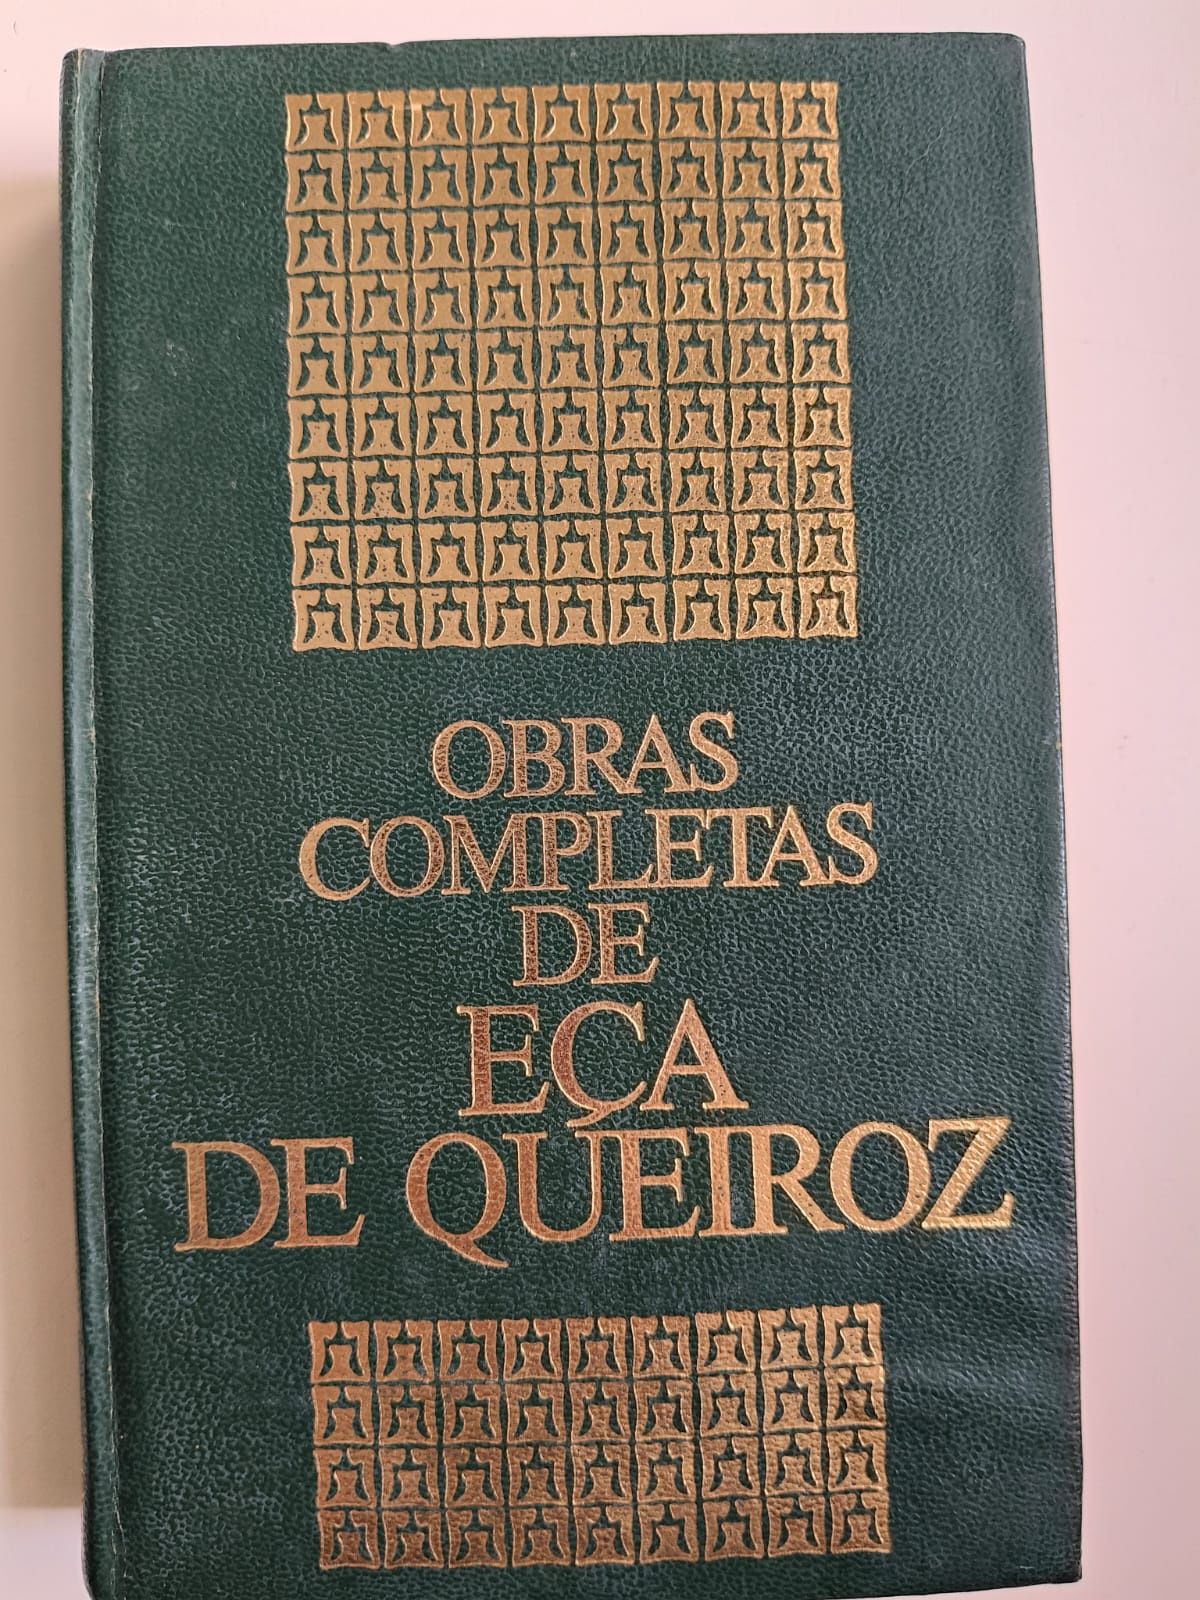 OBRAS
COMPLETAS
DE
EÇA
DE QUEIROZ